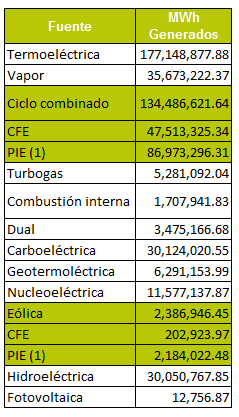 Fuente MWh Generados
Termoeléctrica 177,148,877.88
Vapor 35,673,222.37
Ciclo combinado 134,486,621.64
CFE 47,513,325.34
PIE (1) 86,973,296.31
Turbogas 5,281,092.04
Combustión interna 1,707,941.83
Dual 3,475,166.68
Carboeléctrica 30,124,020.55
Geotermoléctrica 6,291,153.99
Nucleoeléctrica 11,577,137.87
Eólica 2,386,946.45
CFE 202,923.97
PIE (1) 2,184,022.48
Hidroeléctrica 30,050,767.85
Fotovoltaica 12,756.87